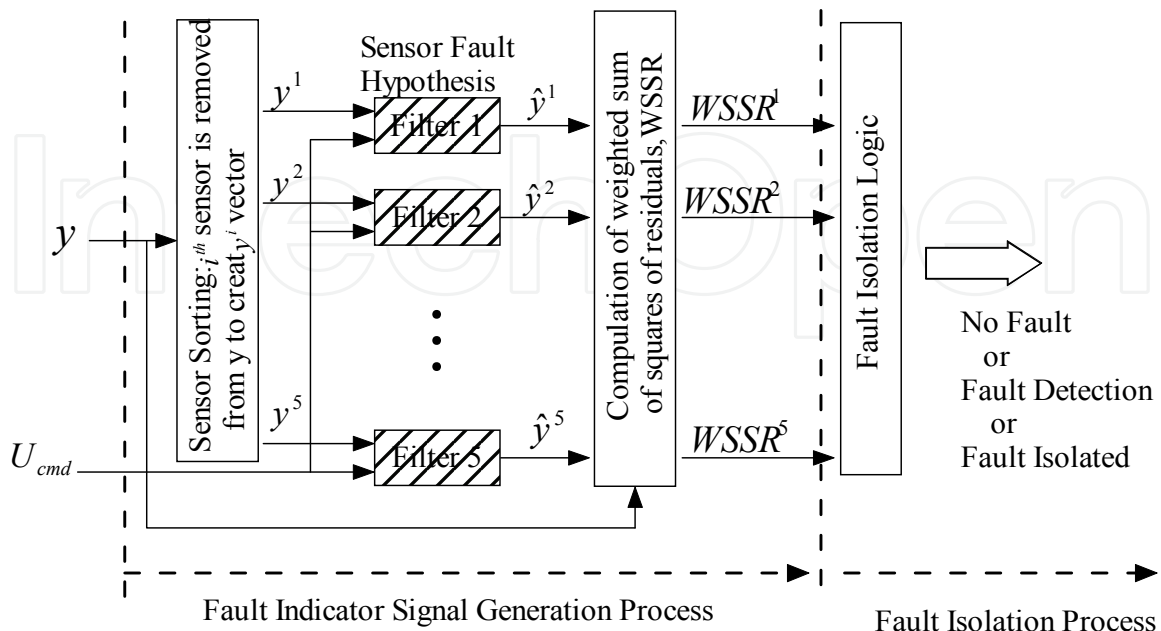 Sensor Fault
Hypothesis
Sensor Sorting: i^th sensor is removed
from y to creat y^i vector
y
U_cmd
y^1
y^2
y^5
Filter 1
Filter 2
Filter 5
ŷ^1
ŷ^2
ŷ^5
Compulation of weighted sum
of squares of residuals, WSSR
WSSR^1
WSSR^2
WSSR^5
Fault Isolation Logic
No Fault
or
Fault Detection
or
Fault Isolated
Fault Indicator Signal Generation Process
Fault Isolation Process
IntechOpen